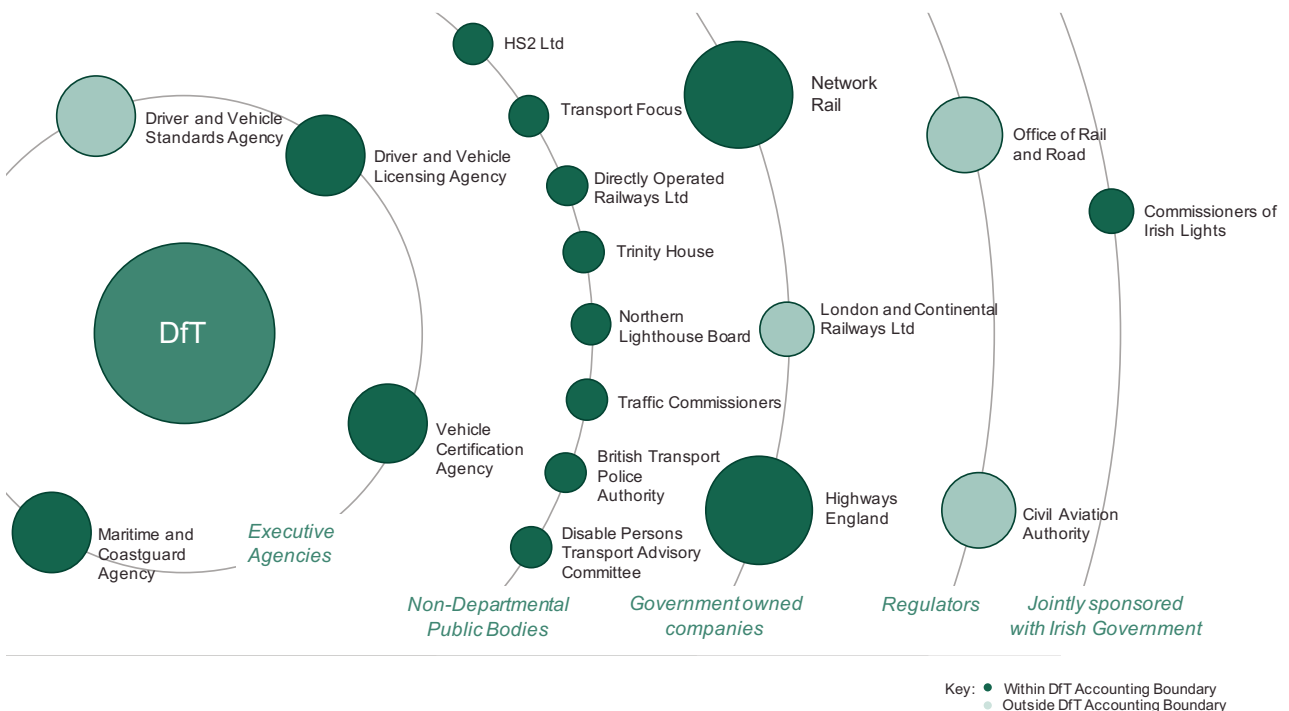 DfT
Driver and Vehicle
Standards Agency
Driver and Vehicle
Licensing Agency
Vehicle
Certification
Agency
Maritime and
Coastguard
Agency
Executive
Agencies
HS2 Ltd
Transport Focus
Directly Operated
Railways Ltd
Trinity House
Northern
Lighthouse Board
Traffic Commissioners
British Transport
Police
Authority
Disable Persons
Transport Advisory
Committee
Non-Departmental
Public Bodies
Network
Rail
London and Continental
Railways Ltd
Highways
England
Government owned
companies
Office of Rail
and Road
Civil Aviation
Authority
Regulators
Commissioners of
Irish Lights
Jointly sponsored
with Irish Government
Key: Within DfT Accounting Boundary
Outside DfT Accounting Boundary